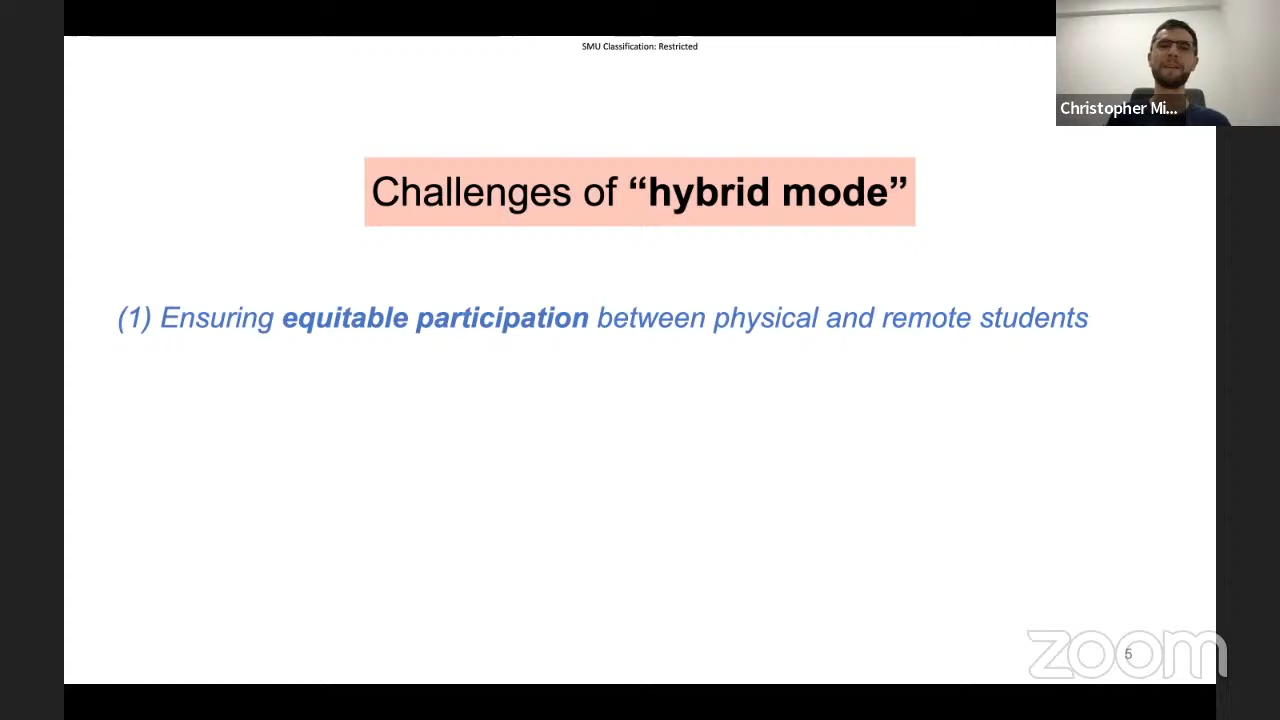 SMU Classification: Restricted
Christopher Mi...
Challenges of “hybrid mode”
(1) Ensuring equitable participation between physical and remote students
5
zoom